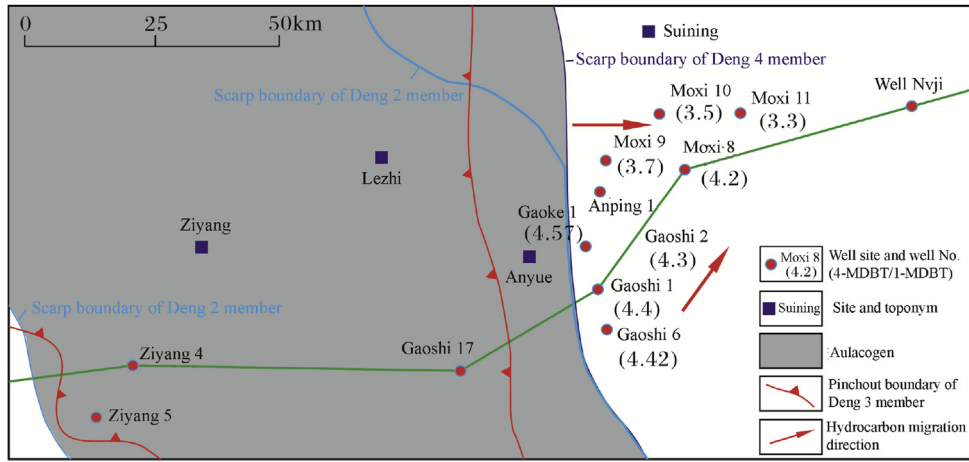 0
25
50km
Suining
Scarp boundary of Deng 4 member
Scarp boundary of Deng 2 member
Moxi 10
(3.5)
Moxi 11
(3.3)
Well Nvji
Moxi 9
(3.7)
Moxi 8
(4.2)
Lezhi
Anping 1
Ziyang
Gaoke 1
(4.57)
Anyue
Gaoshi 2
(4.3)
Gaoshi 1
(4.4)
Gaoshi 6
(4.42)
Scarp boundary of Deng 2 member
Ziyang 4
Gaoshi 17
Ziyang 5
Moxi 8
(4.2)
Well site and well No.
(4-MDBT/1-MDBT)
Suining
Site and toponym
Aulacogen
Pinchout boundary of
Deng 3 member
Hydrocarbon migration
direction